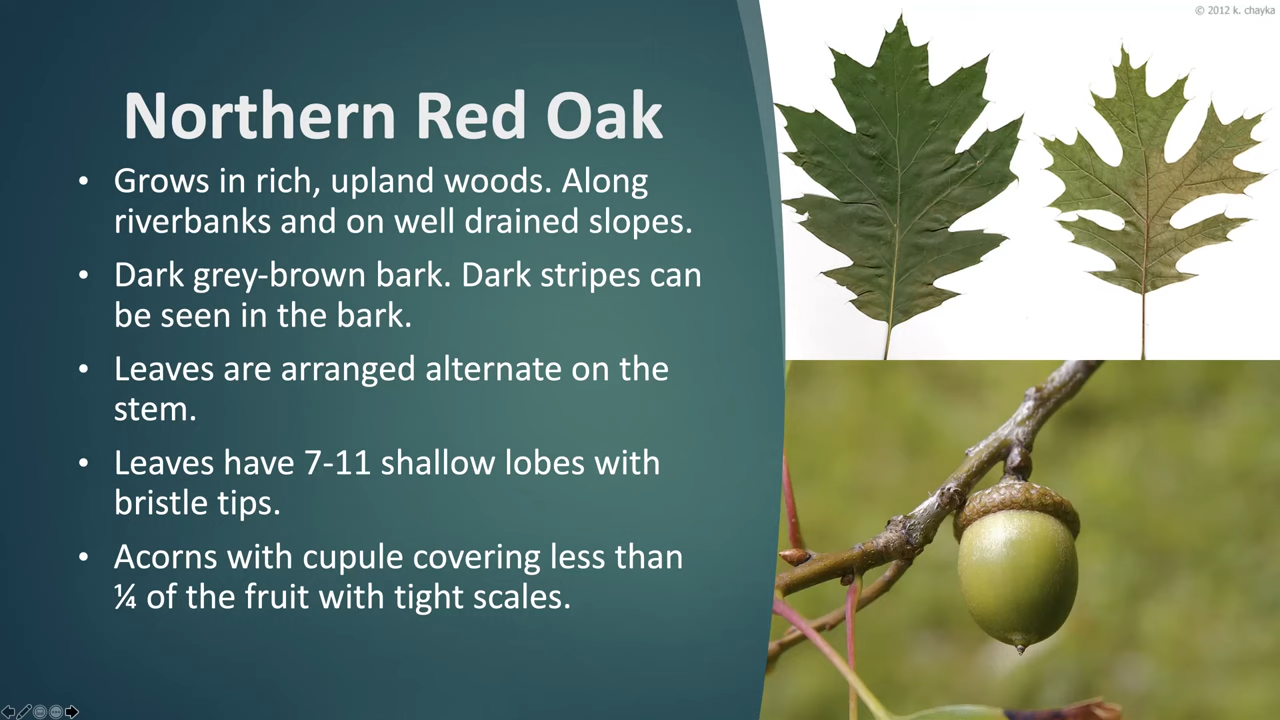 © 2012 k. chayka
Northern Red Oak
• Grows in rich, upland woods. Along
riverbanks and on well drained slopes.
• Dark grey-brown bark. Dark stripes can
be seen in the bark.
• Leaves are arranged alternate on the
stem.
• Leaves have 7-11 shallow lobes with
bristle tips.
• Acorns with cupule covering less than
¼ of the fruit with tight scales.